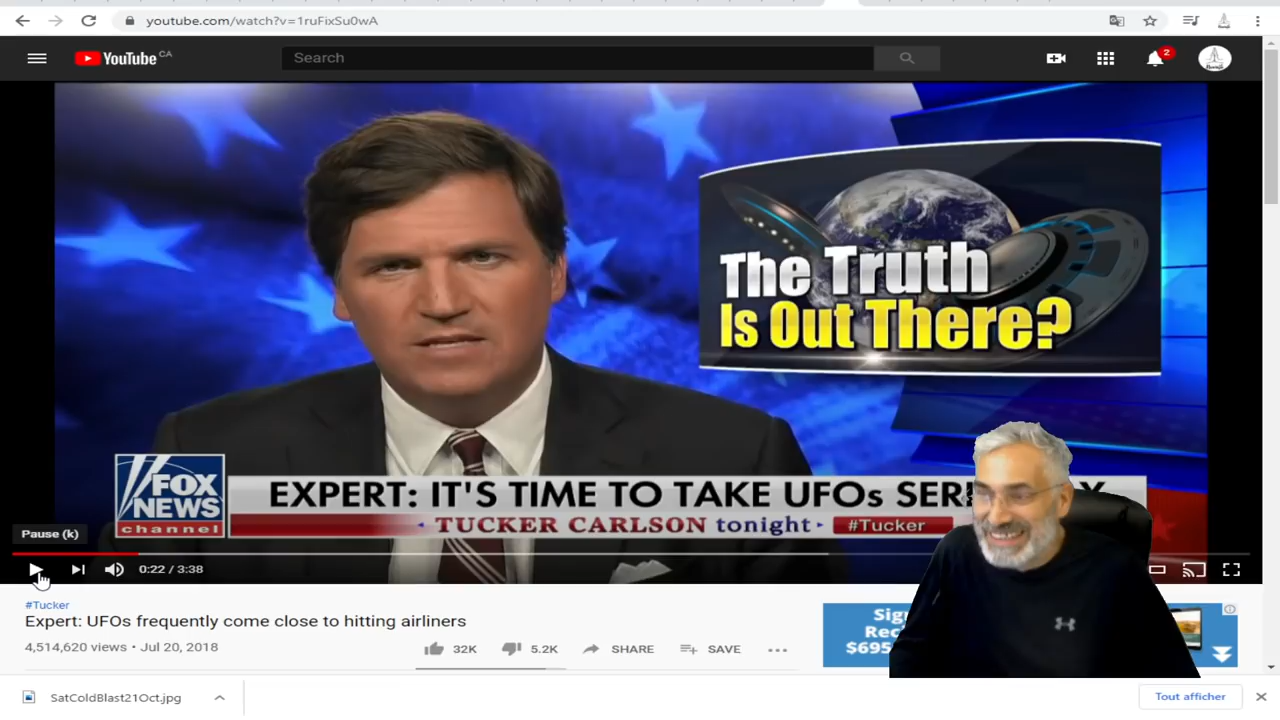 youtube.com/watch?v=1ruFixSu0wA
YouTube CA
Search
2
The Truth
Is Out There?
FOX
NEWS
channel
EXPERT: IT'S TIME TO TAKE UFOs
TUCKER CARLSON tonight
#Tucker
Pause (k)
0:22 / 3:38
#Tucker
Expert: UFOs frequently come close to hitting airliners
4,514,620 views • Jul 20, 2018
32K
5.2K
SHARE
SAVE
$695
SatColdBlast21Oct.jpg
Tout afficher